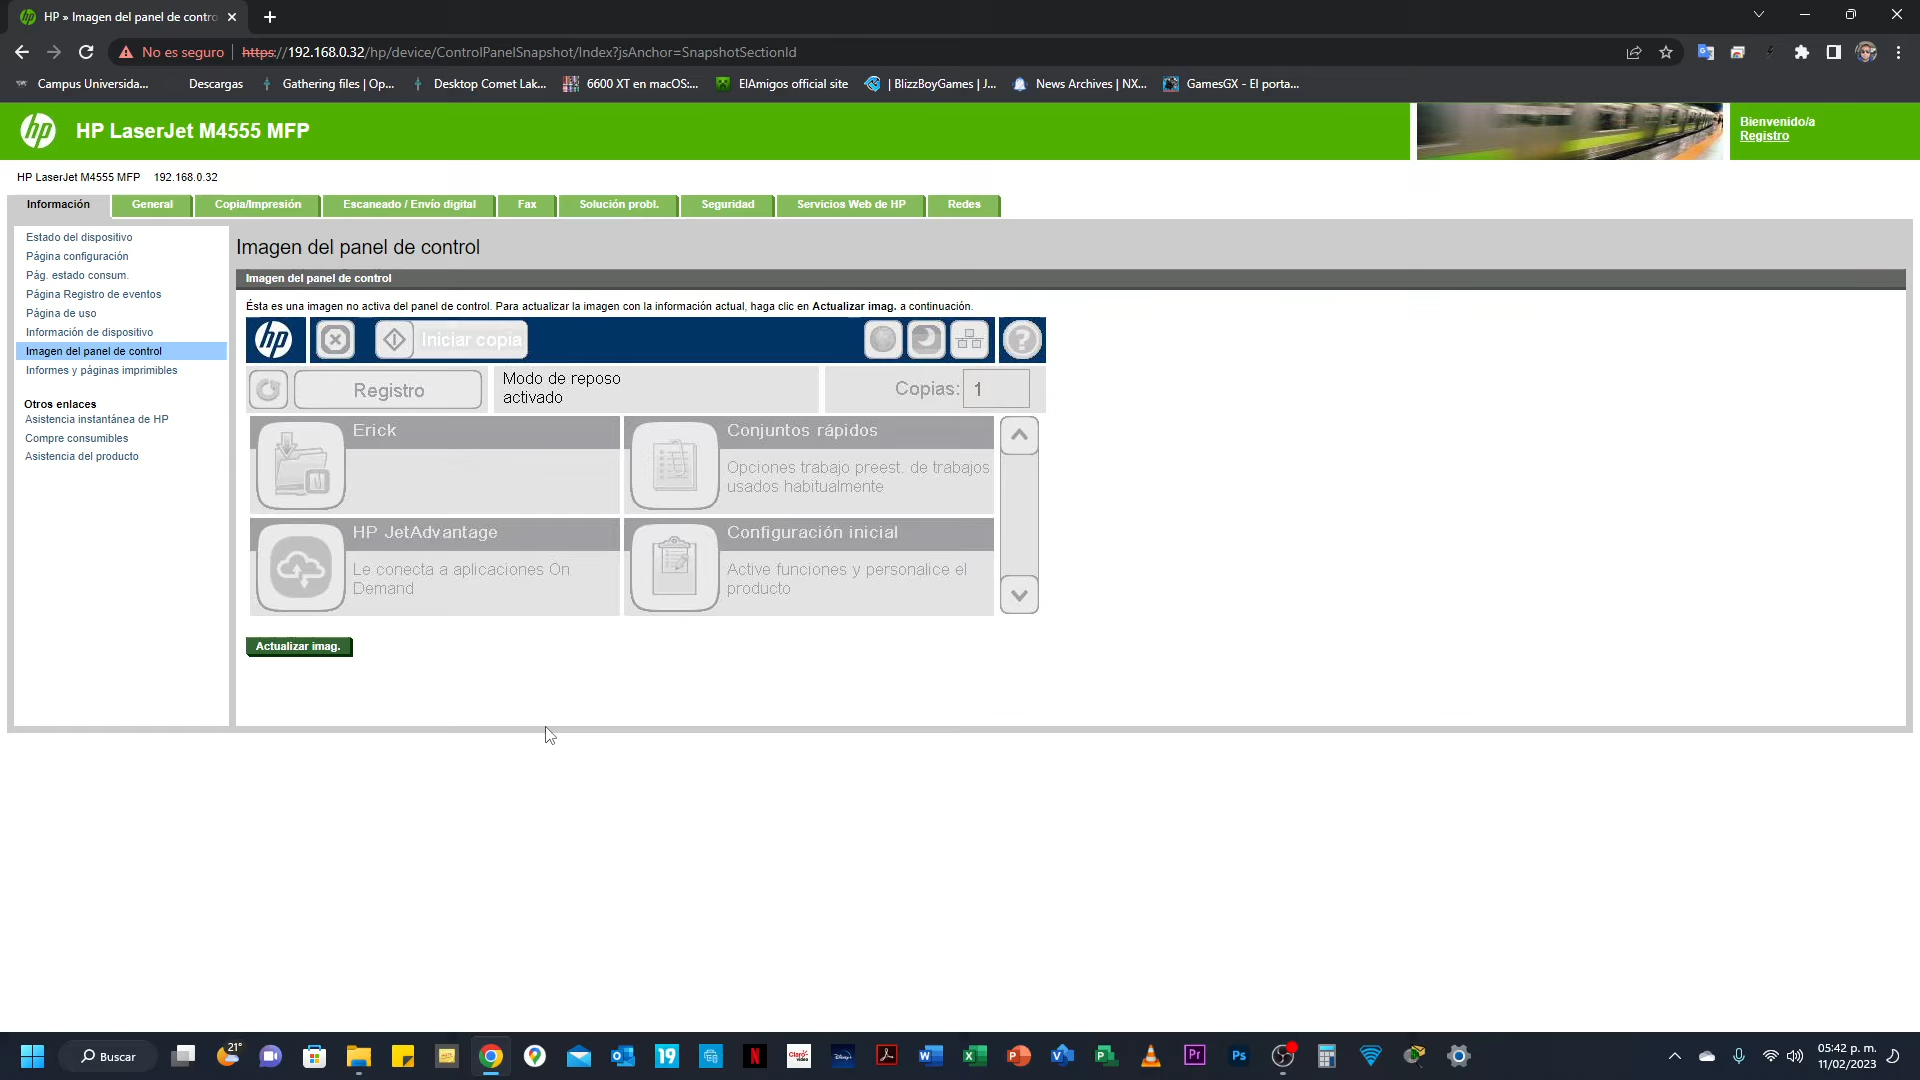 HP » Imagen del panel de contro
No es seguro
https://192.168.0.32/hp/device/ControlPanelSnapshot/Index?jsAnchor=SnapshotSectionId
Campus Universida...
Descargas
Gathering files | Op...
Desktop Comet Lak...
6600 XT en macOS:...
ElAmigos official site
| BlizzBoyGames | J...
News Archives | NX...
GamesGX - El porta...
hp
HP LaserJet M4555 MFP
Bienvenido/a
Registro
HP LaserJet M4555 MFP 192.168.0.32
Información
General
Copia/Impresión
Escaneado / Envío digital
Fax
Solución probl.
Seguridad
Servicios Web de HP
Redes
Estado del dispositivo
Página configuración
Pág. estado consum.
Página Registro de eventos
Página de uso
Información de dispositivo
Imagen del panel de control
Informes y páginas imprimibles
Otros enlaces
Asistencia instantánea de HP
Compre consumibles
Asistencia del producto
Imagen del panel de control
Imagen del panel de control
Ésta es una imagen no activa del panel de control. Para actualizar la imagen con la información actual, haga clic en Actualizar imag. a continuación.
hp
Iniciar copia
?
Registro
Modo de reposo
activado
Copias: 1
Erick
Conjuntos rápidos
Opciones trabajo preest. de trabajos
usados habitualmente
HP JetAdvantage
Le conecta a aplicaciones On
Demand
Configuración inicial
Active funciones y personalice el
producto
Actualizar imag.
Buscar
21°
19
N
Claro
video
Disney+
W
X
P
V
P
Pr
Ps
05:42 p. m.
11/02/2023